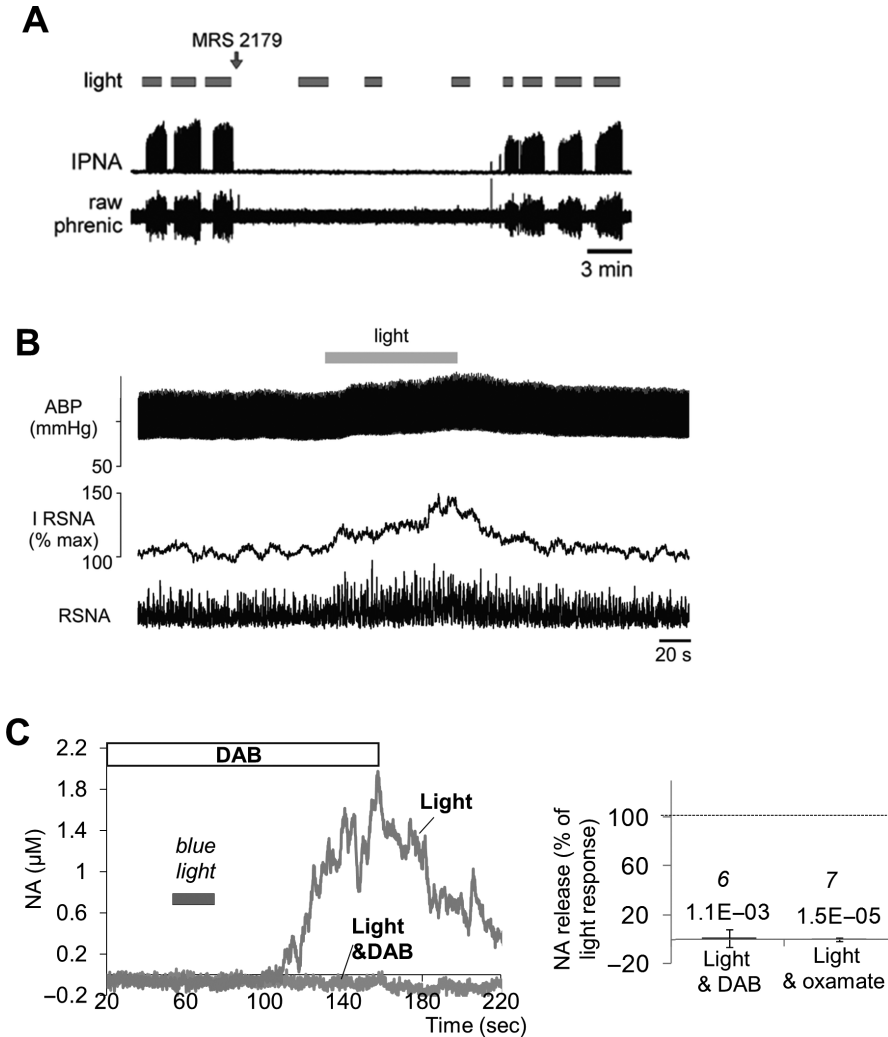 A
MRS 2179
light
IPNA
raw
phrenic
3 min
B
light
ABP
(mmHg)
50
150
I RSNA
(% max)
100
RSNA
20 s
C
2.2
1.8
1.4
1
0.6
0.2
−0.2
NA (µM)
DAB
blue
light
Light
Light
&DAB
20 60 100 140 180 220
Time (sec)
NA release (% of
light response)
100
60
20
−20
6 7
1.1E−03 1.5E−05
Light
& DAB
Light
& oxamate